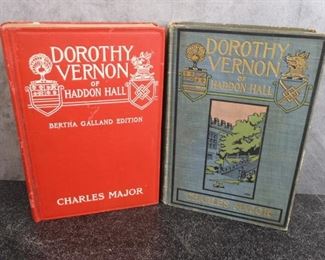 DOROTHY
VERNON
OF
HADDON HALL
BERTHA GALLAND EDITION
CHARLES MAJOR
DOROTHY
VERNON
OF
HADDON HALL
CHARLES MAJOR